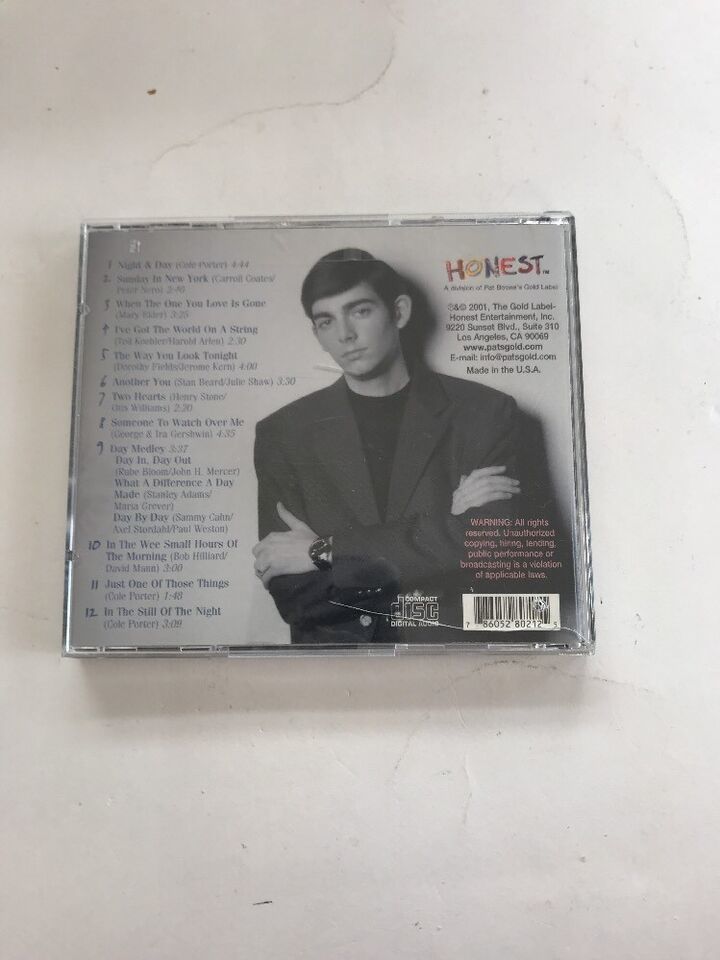 1 Night & Day (Cole Porter) 4:44
2 Sunday In New York (Carroll Coates/
Peter Nero) 2:40
3 When The One You Love Is Gone
(Mary Elder) 3:25
4 I've Got The World On A String
(Ted Koehler/Harold Arlen) 2:30
5 The Way You Look Tonight
(Dorothy Fields/Jerome Kern) 4:00
6 Another You (Stan Beard/Julie Shaw) 3:30
7 Two Hearts (Henry Stone/
Otis Williams) 2:20
8 Someone To Watch Over Me
(George & Ira Gershwin) 4:35
9 Day Medley 3:37
Day In, Day Out
(Rube Bloom/John H. Mercer)
What A Difference A Day
Made (Stanley Adams/
Maria Grever)
Day By Day (Sammy Cahn/
Axel Stordahl/Paul Weston)
10 In The Wee Small Hours Of
The Morning (Bob Hilliard/
David Mann) 3:00
11 Just One Of Those Things
(Cole Porter) 1:48
12 In The Still Of The Night
(Cole Porter) 3:09
HONEST TM
A division of Pat Boone's Gold Label
℗&© 2001, The Gold Label-
Honest Entertainment, Inc.
9220 Sunset Blvd., Suite 310
Los Angeles, CA 90069
www.patsgold.com
E-mail: info@patsgold.com
Made in the U.S.A.
WARNING: All rights
reserved. Unauthorized
copying, hiring, lending,
public performance or
broadcasting is a violation
of applicable laws.
COMPACT
disc
DIGITAL AUDIO
7 86052 80212 5